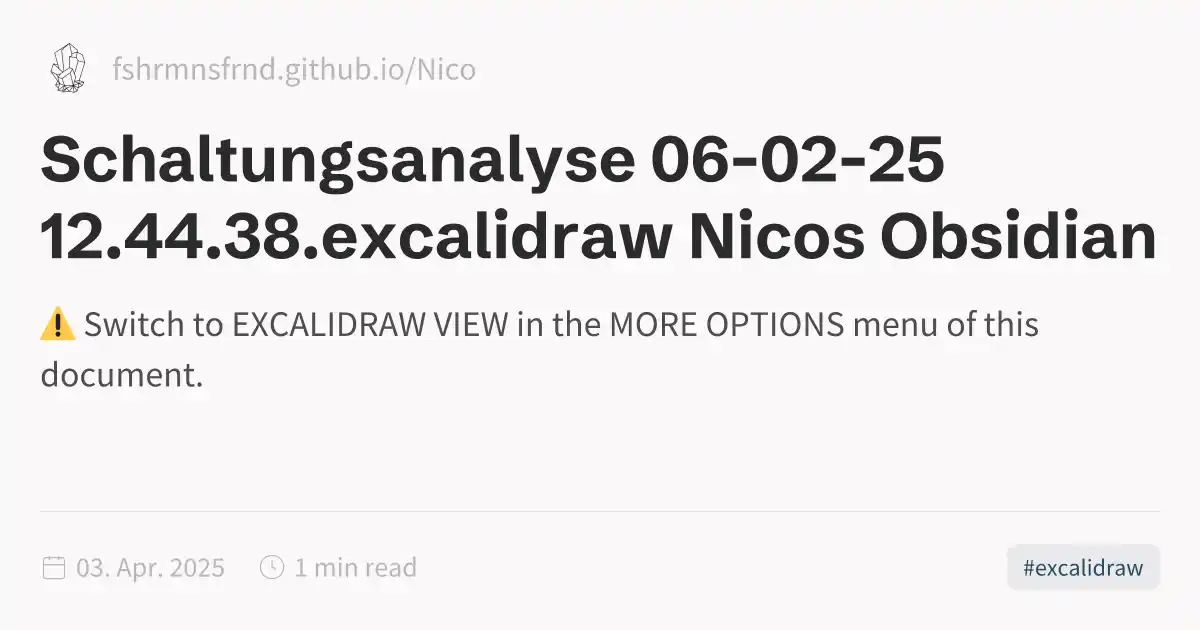 fshrmnsfrnd.github.io/Nico
Schaltungsanalyse 06-02-25
12.44.38.excalidraw Nicos Obsidian
⚠️ Switch to EXCALIDRAW VIEW in the MORE OPTIONS menu of this
document.
03. Apr. 2025 1 min read #excalidraw